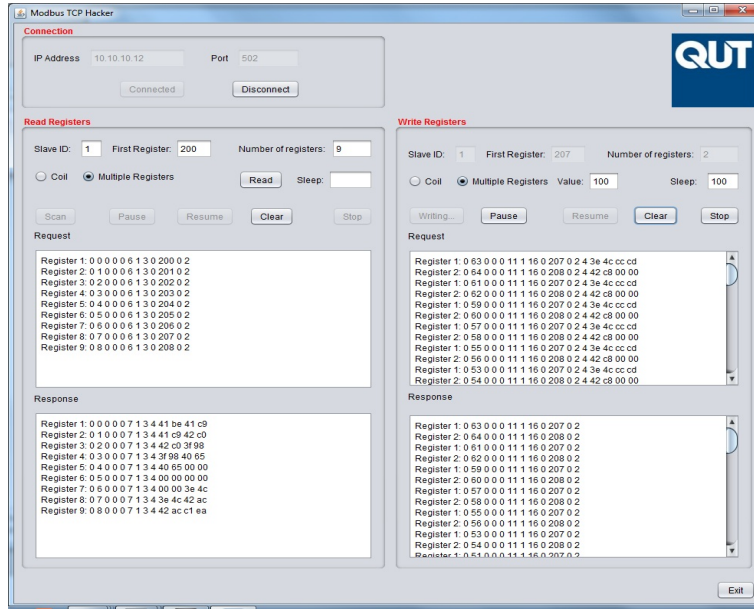 Modbus TCP Hacker
Connection
IP Address 10.10.10.12 Port 502
Connected Disconnect
QUT
Read Registers
Slave ID: 1 First Register: 200 Number of registers: 9
Coil Multiple Registers Read Sleep:
Scan Pause Resume Clear Stop
Request
Register 1: 0 0 0 0 0 6 1 3 0 200 0 2
Register 2: 0 1 0 0 0 6 1 3 0 201 0 2
Register 3: 0 2 0 0 0 6 1 3 0 202 0 2
Register 4: 0 3 0 0 0 6 1 3 0 203 0 2
Register 5: 0 4 0 0 0 6 1 3 0 204 0 2
Register 6: 0 5 0 0 0 6 1 3 0 205 0 2
Register 7: 0 6 0 0 0 6 1 3 0 206 0 2
Register 8: 0 7 0 0 0 6 1 3 0 207 0 2
Register 9: 0 8 0 0 0 6 1 3 0 208 0 2
Response
Register 1: 0 0 0 0 0 7 1 3 4 41 be 41 c9
Register 2: 0 1 0 0 0 7 1 3 4 41 c9 42 c0
Register 3: 0 2 0 0 0 7 1 3 4 42 c0 3f 98
Register 4: 0 3 0 0 0 7 1 3 4 3f 98 40 65
Register 5: 0 4 0 0 0 7 1 3 4 40 65 00 00
Register 6: 0 5 0 0 0 7 1 3 4 00 00 00 00
Register 7: 0 6 0 0 0 7 1 3 4 00 00 3e 4c
Register 8: 0 7 0 0 0 7 1 3 4 3e 4c 42 ac
Register 9: 0 8 0 0 0 7 1 3 4 42 ac c1 ea
Write Registers
Slave ID: 1 First Register: 207 Number of registers: 2
Coil Multiple Registers Value: 100 Sleep: 100
Writing... Pause Resume Clear Stop
Request
Register 1: 0 63 0 0 0 11 1 16 0 207 0 2 4 3e 4c cc cd
Register 2: 0 64 0 0 0 11 1 16 0 208 0 2 4 42 c8 00 00
Register 1: 0 61 0 0 0 11 1 16 0 207 0 2 4 3e 4c cc cd
Register 2: 0 62 0 0 0 11 1 16 0 208 0 2 4 42 c8 00 00
Register 1: 0 59 0 0 0 11 1 16 0 207 0 2 4 3e 4c cc cd
Register 2: 0 60 0 0 0 11 1 16 0 208 0 2 4 42 c8 00 00
Register 1: 0 57 0 0 0 11 1 16 0 207 0 2 4 3e 4c cc cd
Register 2: 0 58 0 0 0 11 1 16 0 208 0 2 4 42 c8 00 00
Register 1: 0 55 0 0 0 11 1 16 0 207 0 2 4 3e 4c cc cd
Register 2: 0 56 0 0 0 11 1 16 0 208 0 2 4 42 c8 00 00
Register 1: 0 53 0 0 0 11 1 16 0 207 0 2 4 3e 4c cc cd
Register 2: 0 54 0 0 0 11 1 16 0 208 0 2 4 42 c8 00 00
Response
Register 1: 0 63 0 0 0 11 1 16 0 207 0 2
Register 2: 0 64 0 0 0 11 1 16 0 208 0 2
Register 1: 0 61 0 0 0 11 1 16 0 207 0 2
Register 2: 0 62 0 0 0 11 1 16 0 208 0 2
Register 1: 0 59 0 0 0 11 1 16 0 207 0 2
Register 2: 0 60 0 0 0 11 1 16 0 208 0 2
Register 1: 0 57 0 0 0 11 1 16 0 207 0 2
Register 2: 0 58 0 0 0 11 1 16 0 208 0 2
Register 1: 0 55 0 0 0 11 1 16 0 207 0 2
Register 2: 0 56 0 0 0 11 1 16 0 208 0 2
Register 1: 0 53 0 0 0 11 1 16 0 207 0 2
Register 2: 0 54 0 0 0 11 1 16 0 208 0 2
Register 1: 0 51 0 0 0 11 1 16 0 207 0 2
Exit